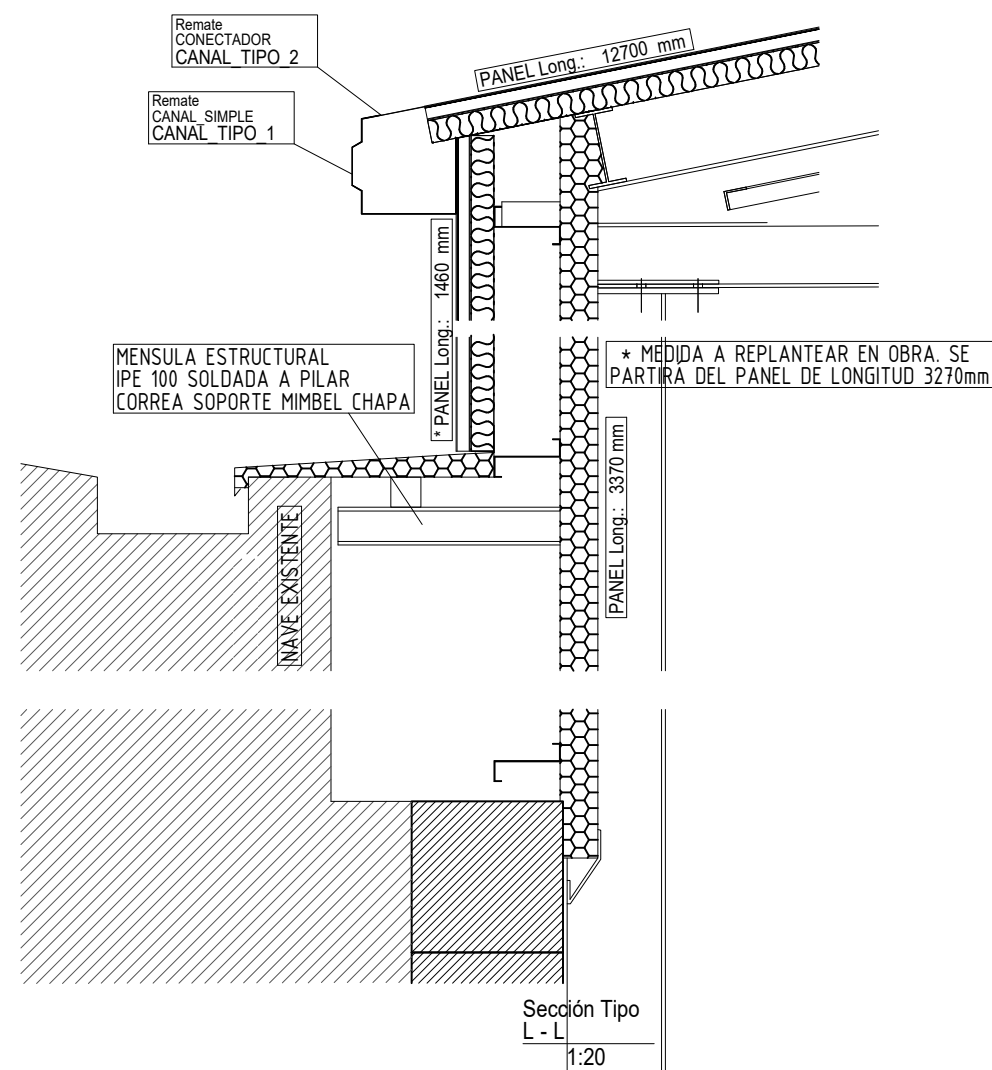 Remate
CONECTADOR
CANAL_TIPO_2
PANEL Long.: 12700 mm
Remate
CANAL_SIMPLE
CANAL_TIPO_1
* PANEL Long.: 1460 mm
MENSULA ESTRUCTURAL
IPE 100 SOLDADA A PILAR
CORREA SOPORTE MIMBEL CHAPA
* MEDIDA A REPLANTEAR EN OBRA. SE
PARTIRÁ DEL PANEL DE LONGITUD 3270mm
PANEL Long.: 3370 mm
NAVE EXISTENTE
Sección Tipo
L - L
1:20